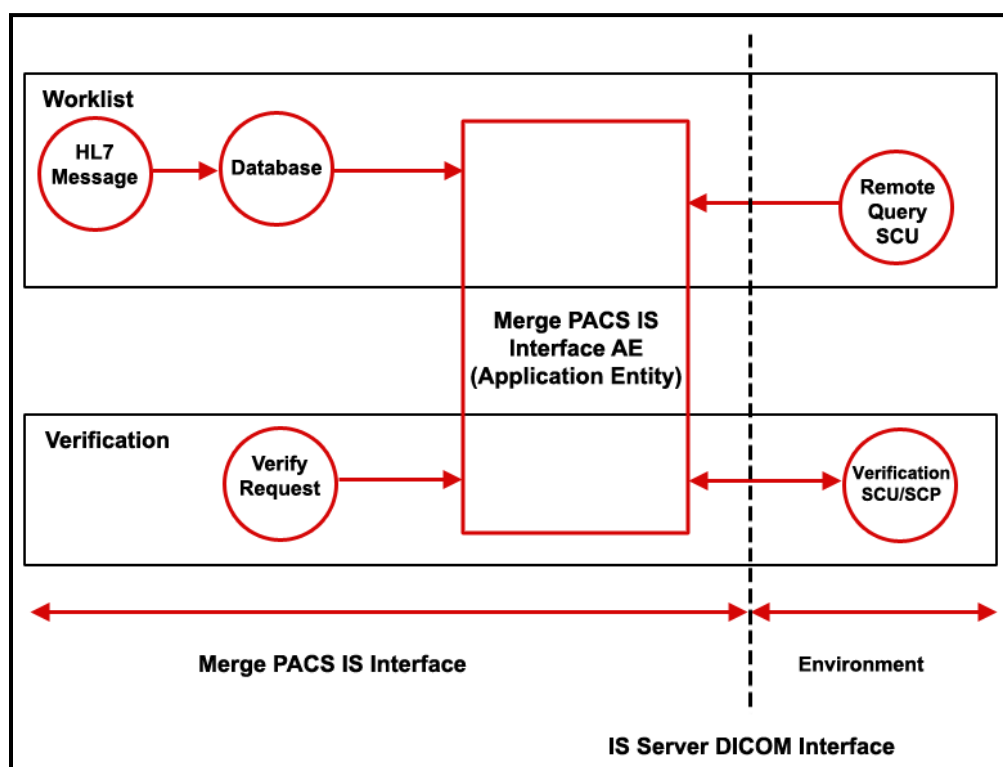 Worklist
HL7
Message
Database
Remote
Query
SCU
Merge PACS IS
Interface AE
(Application Entity)
Verification
Verify
Request
Verification
SCU/SCP
Merge PACS IS Interface
Environment
IS Server DICOM Interface